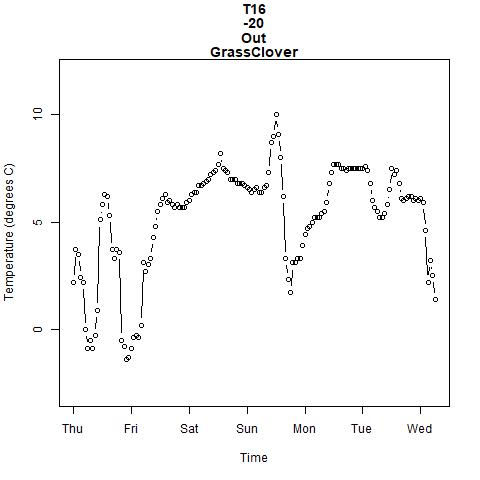 T16
-20
Out
GrassClover
Temperature (degrees C)
10
5
0
Thu Fri Sat Sun Mon Tue Wed
Time